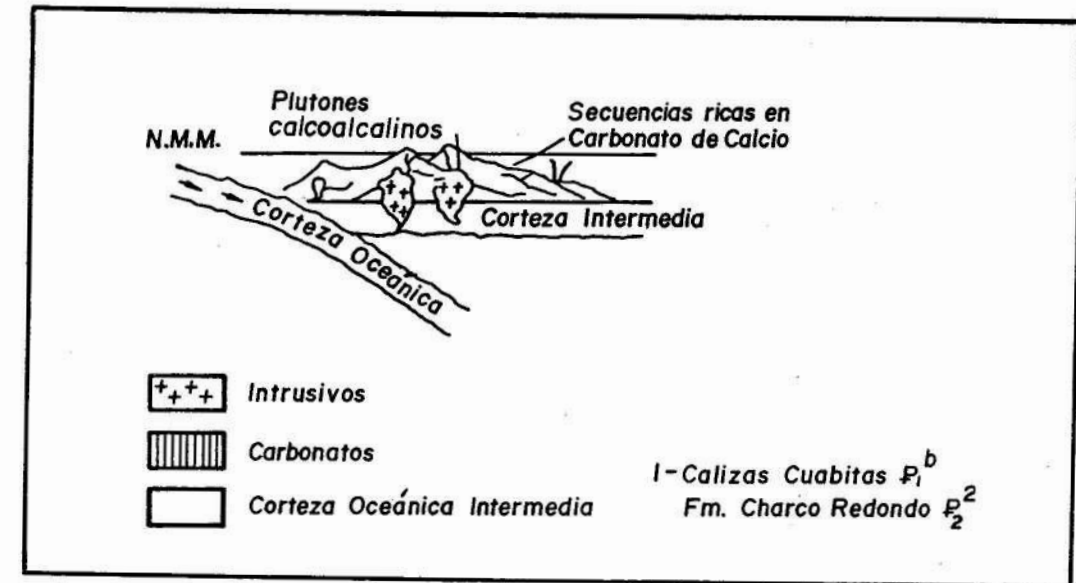 Plutones
calcoalcalinos
Secuencias ricas en
Carbonato de Calcio
N.M.M.
Corteza Intermedia
Corteza Oceánica
Intrusivos
Carbonatos
Corteza Oceánica Intermedia
1-Calizas Cuabitas P₁ᵇ
Fm. Charco Redondo P₂²